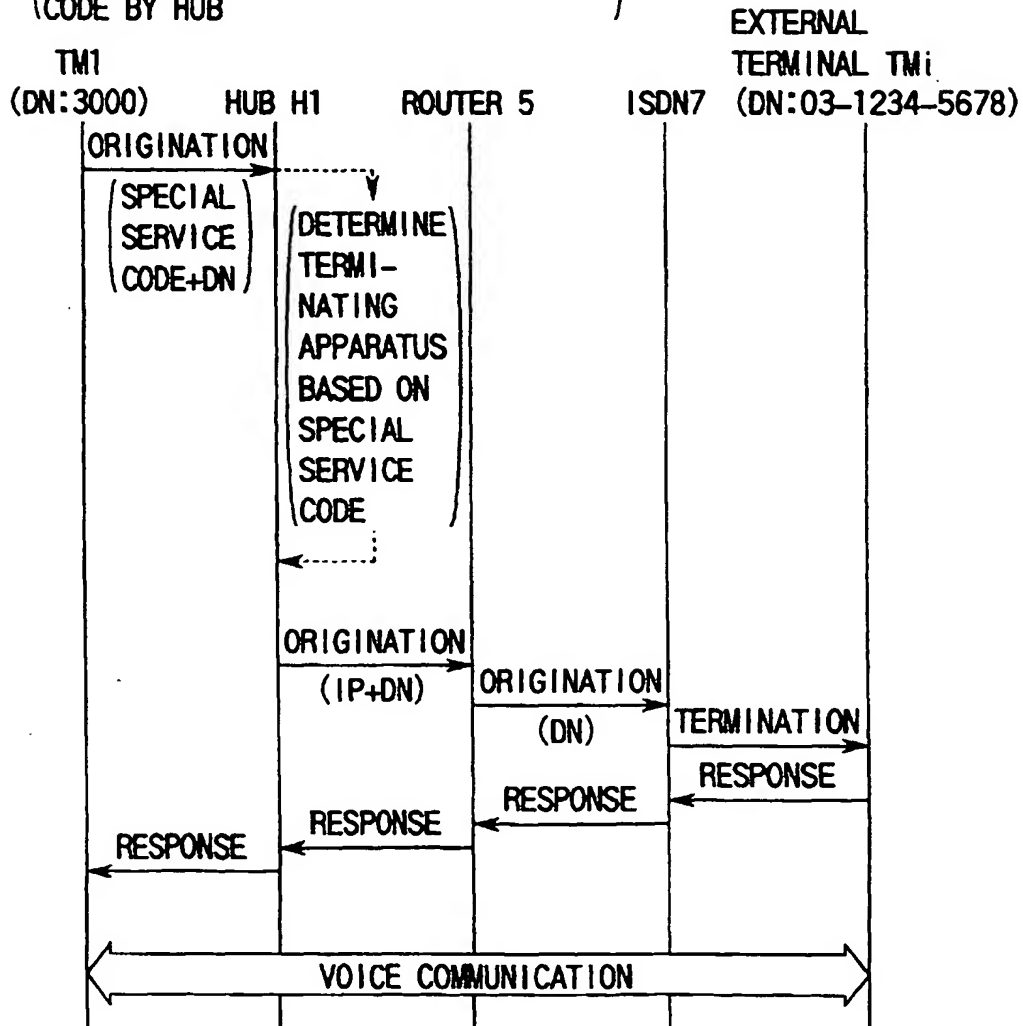 (CODE BY HUB )
EXTERNAL
TM1 TERMINAL TMi
(DN:3000) HUB H1 ROUTER 5 ISDN7 (DN:03-1234-5678)
ORIGINATION
(SPECIAL
SERVICE
CODE+DN)
(DETERMINE
TERMI-
NATING
APPARATUS
BASED ON
SPECIAL
SERVICE
CODE)
ORIGINATION
(IP+DN)
ORIGINATION
(DN)
TERMINATION
RESPONSE
RESPONSE
RESPONSE
RESPONSE
VOICE COMMUNICATION